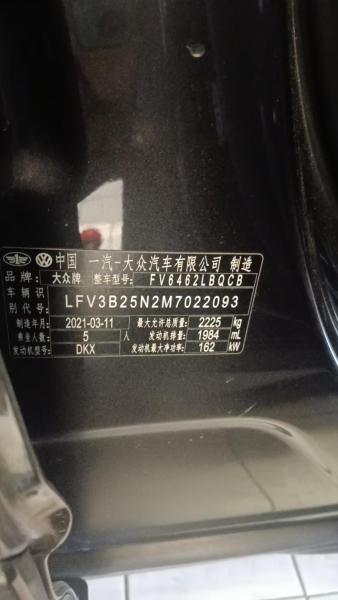 中国 一汽-大众汽车有限公司 制造
品牌: 大众牌 整车型号: FV6462LBQCB
车辆识别代号: LFV3B25N2M7022093
制造年月: 2021-03-11 最大允许总质量: 2225 kg
乘坐人数: 5 人 发动机排量: 1984 mL
发动机型号: DKX 发动机最大净功率: 162 kW